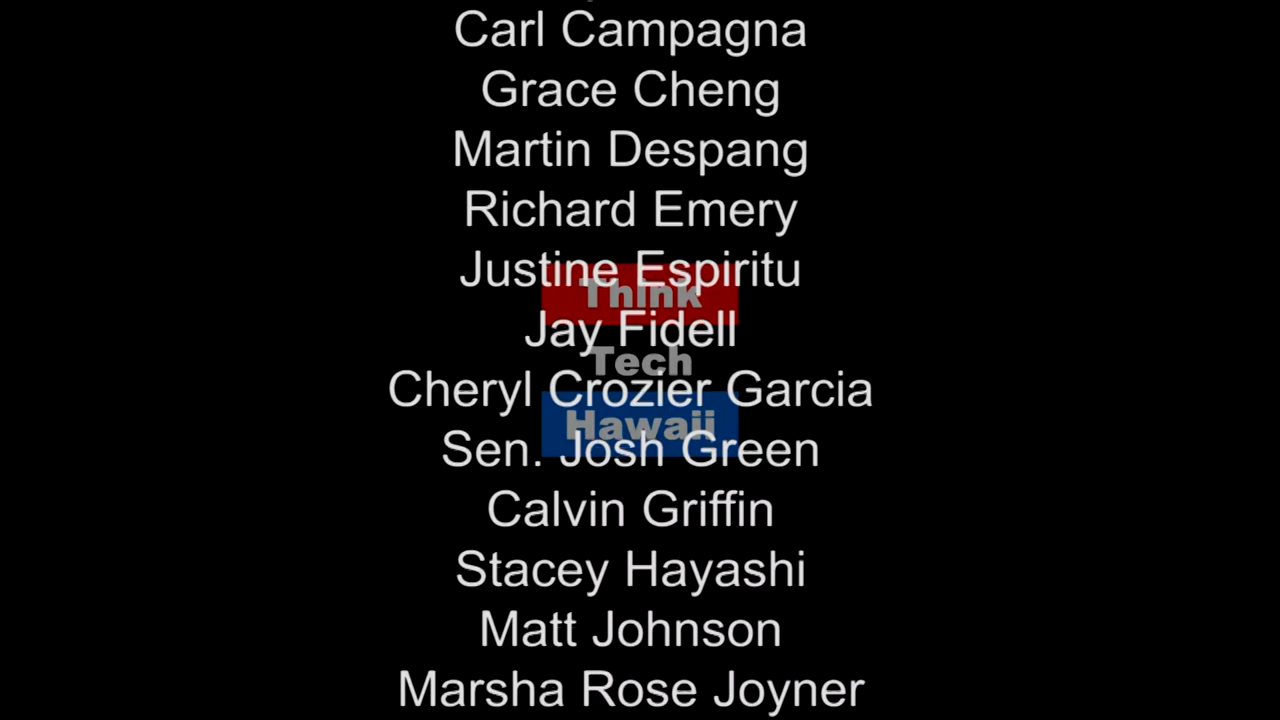 Carl Campagna
Grace Cheng
Martin Despang
Richard Emery
Justine Espiritu
Think
Jay Fidell
Tech
Cheryl Crozier Garcia
Hawaii
Sen. Josh Green
Calvin Griffin
Stacey Hayashi
Matt Johnson
Marsha Rose Joyner